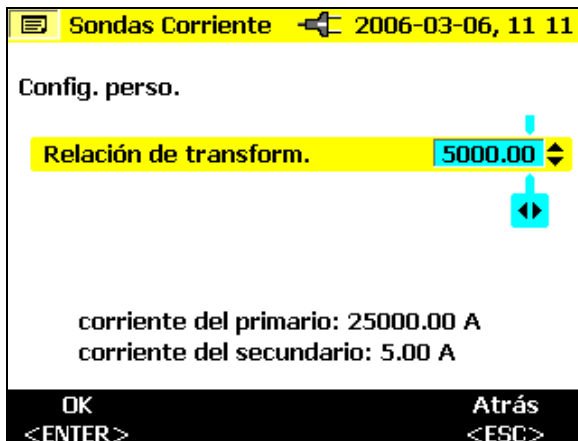 Sondas Corriente 2006-03-06, 11 11
Config. perso.
Relación de transform. 5000.00
corriente del primario: 25000.00 A
corriente del secundario: 5.00 A
OK Atrás
<ENTER> <ESC>